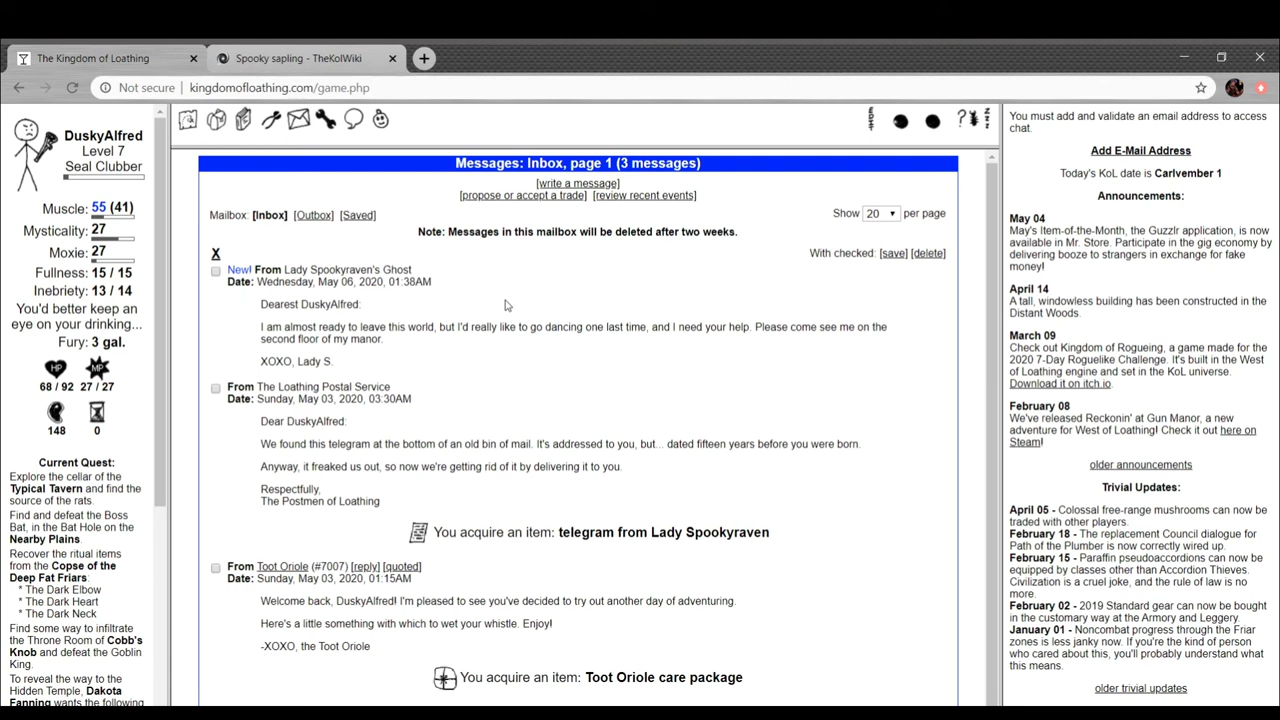 The Kingdom of Loathing
Spooky sapling - TheKolWiki
Not secure
kingdomofloathing.com/game.php
DuskyAlfred
Level 7
Seal Clubber
Muscle: 55 (41)
Mysticality: 27
Moxie: 27
Fullness: 15 / 15
Inebriety: 13 / 14
You'd better keep an
eye on your drinking...
Fury: 3 gal.
HP
MP
68 / 92
27 / 27
148
0
Current Quest:
Explore the cellar of the
Typical Tavern and find the
source of the rats.
Find and defeat the Boss
Bat, in the Bat Hole on the
Nearby Plains.
Recover the ritual items
from the Copse of the
Deep Fat Friars:
* The Dark Elbow
* The Dark Heart
* The Dark Neck
Find some way to infiltrate
the Throne Room of Cobb's
Knob and defeat the Goblin
King.
To reveal the way to the
Hidden Temple, Dakota
Fanning wants the following
Messages: Inbox, page 1 (3 messages)
[write a message]
[propose or accept a trade] [review recent events]
Mailbox: [Inbox] [Outbox] [Saved]
Show 20 per page
Note: Messages in this mailbox will be deleted after two weeks.
X
With checked: [save] [delete]
New! From Lady Spookyraven's Ghost
Date: Wednesday, May 06, 2020, 01:38AM
Dearest DuskyAlfred:
I am almost ready to leave this world, but I'd really like to go dancing one last time, and I need your help. Please come see me on the
second floor of my manor.
XOXO, Lady S.
From The Loathing Postal Service
Date: Sunday, May 03, 2020, 03:30AM
Dear DuskyAlfred:
We found this telegram at the bottom of an old bin of mail. It's addressed to you, but... dated fifteen years before you were born.
Anyway, it freaked us out, so now we're getting rid of it by delivering it to you.
Respectfully,
The Postmen of Loathing
You acquire an item: telegram from Lady Spookyraven
From Toot Oriole (#7007) [reply] [quoted]
Date: Sunday, May 03, 2020, 01:15AM
Welcome back, DuskyAlfred! I'm pleased to see you've decided to try out another day of adventuring.
Here's a little something with which to wet your whistle. Enjoy!
-XOXO, the Toot Oriole
You acquire an item: Toot Oriole care package
You must add and validate an email address to access
chat.
Add E-Mail Address
Today's KoL date is Carlvember 1
Announcements:
May 04
May's Item-of-the-Month, the Guzzlr application, is now
available in Mr. Store. Participate in the gig economy by
delivering booze to strangers in exchange for fake
money!
April 14
A tall, windowless building has been constructed in the
Distant Woods.
March 09
Check out Kingdom of Rogueing, a game made for the
2020 7-Day Roguelike Challenge. It's built in the West
of Loathing engine and set in the KoL universe.
Download it on itch.io.
February 08
We've released Reckonin' at Gun Manor, a new
adventure for West of Loathing! Check it out here on
Steam!
older announcements
Trivial Updates:
April 05 - Colossal free-range mushrooms can now be
traded with other players.
February 18 - The replacement Council dialogue for
Path of the Plumber is now correctly wired up.
February 15 - Paraffin pseudoaccordions can now be
equipped by classes other than Accordion Thieves.
Civilization is a cruel joke, and the rule of law is no
more.
February 02 - 2019 Standard gear can now be bought
in the customary way at the Armory and Leggery.
January 01 - Noncombat progress through the Friar
zones is less janky now. If you're the kind of person
who cared about this, you'll probably understand what
this means.
older trivial updates